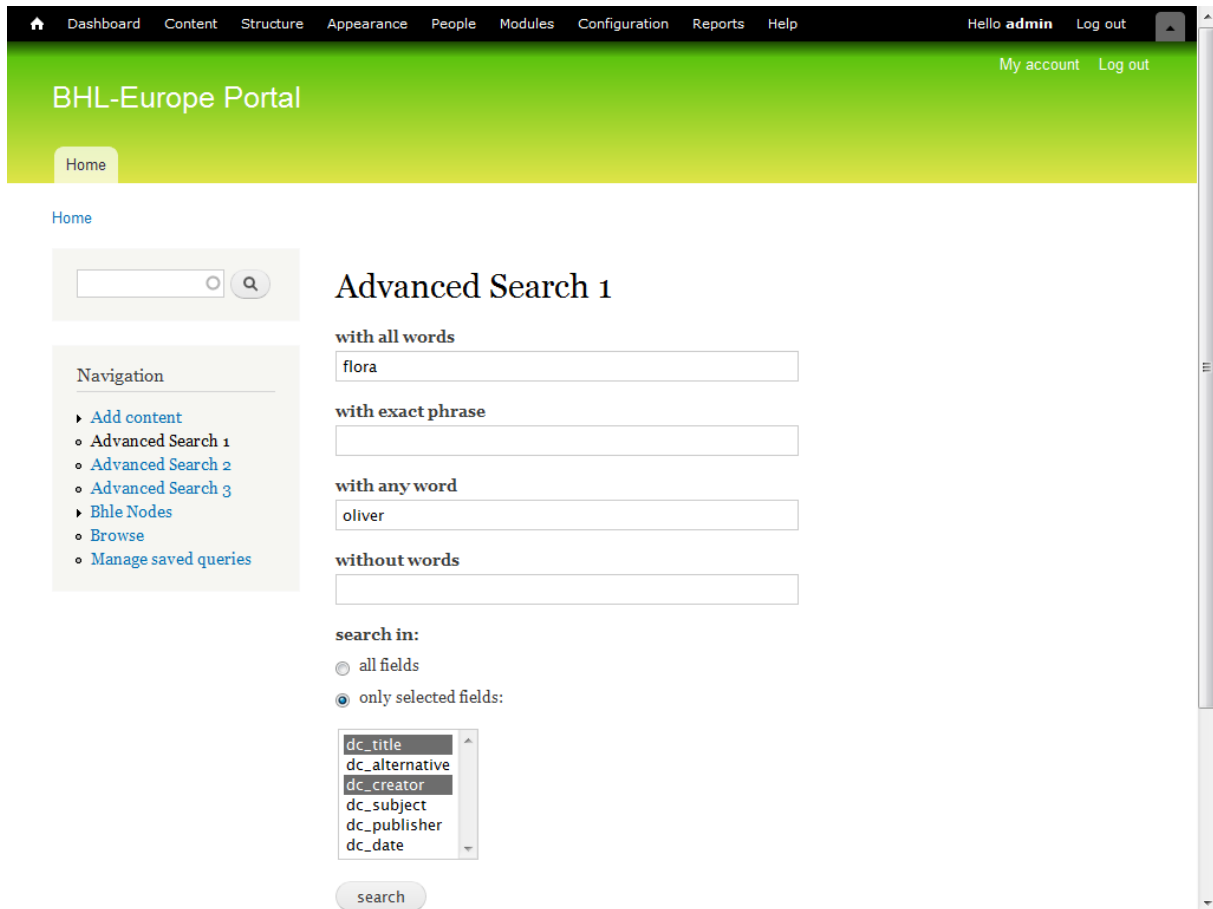 Dashboard Content Structure Appearance People Modules Configuration Reports Help Hello admin Log out
My account Log out
BHL-Europe Portal
Home
Home
Advanced Search 1
with all words
flora
with exact phrase
with any word
oliver
without words
search in:
all fields
only selected fields:
dc_title
dc_alternative
dc_creator
dc_subject
dc_publisher
dc_date
search
Navigation
Add content
Advanced Search 1
Advanced Search 2
Advanced Search 3
Bhle Nodes
Browse
Manage saved queries